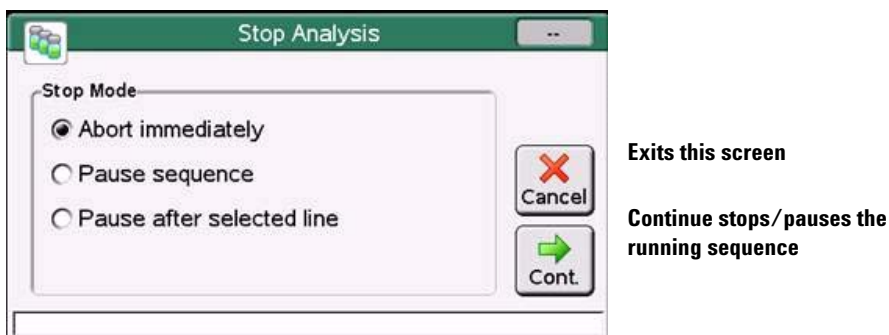 Stop Analysis
--
Stop Mode
Abort immediately
Pause sequence
Pause after selected line
Cancel
Cont.
Exits this screen
Continue stops/pauses the
running sequence